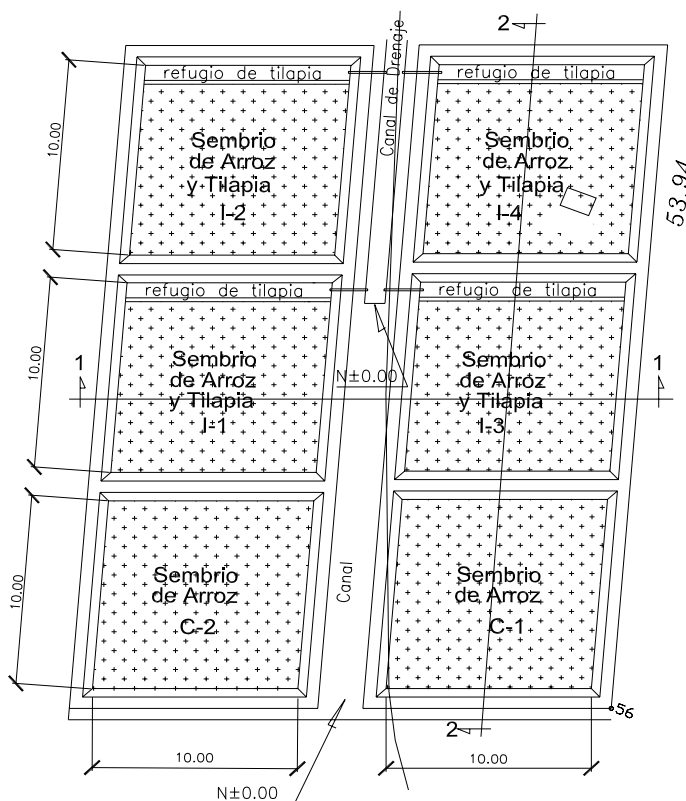 2
refugio de tilapia
refugio de tilapia
Canal de Drenaje
10.00
Sembrio
de Arroz
y Tilapia
I-2
Sembrio
de Arroz
y Tilapia
I-4
53.94
refugio de tilapia
refugio de tilapia
10.00
1
Sembrio
de Arroz
y Tilapia
I-1
N±0.00
Sembrio
de Arroz
y Tilapia
I-3
1
10.00
Sembrio
de Arroz
C-2
Canal
Sembrio
de Arroz
C-1
56
2
10.00
10.00
N±0.00